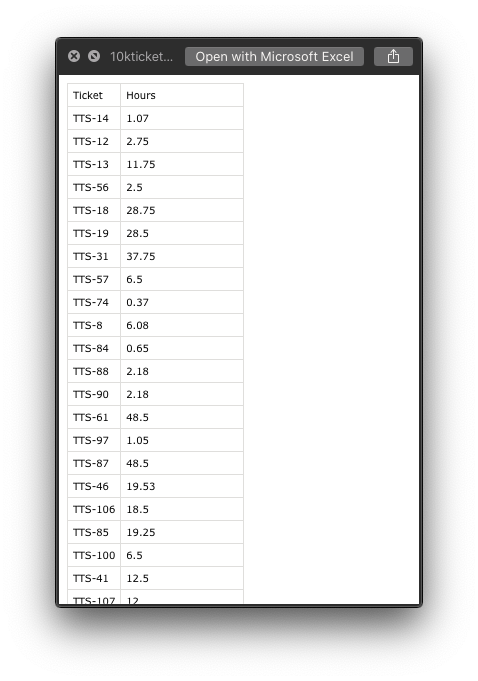 10kticket... Open with Microsoft Excel
Ticket Hours
TTS-14 1.07
TTS-12 2.75
TTS-13 11.75
TTS-56 2.5
TTS-18 28.75
TTS-19 28.5
TTS-31 37.75
TTS-57 6.5
TTS-74 0.37
TTS-8 6.08
TTS-84 0.65
TTS-88 2.18
TTS-90 2.18
TTS-61 48.5
TTS-97 1.05
TTS-87 48.5
TTS-46 19.53
TTS-106 18.5
TTS-85 19.25
TTS-100 6.5
TTS-41 12.5
TTS-107 12